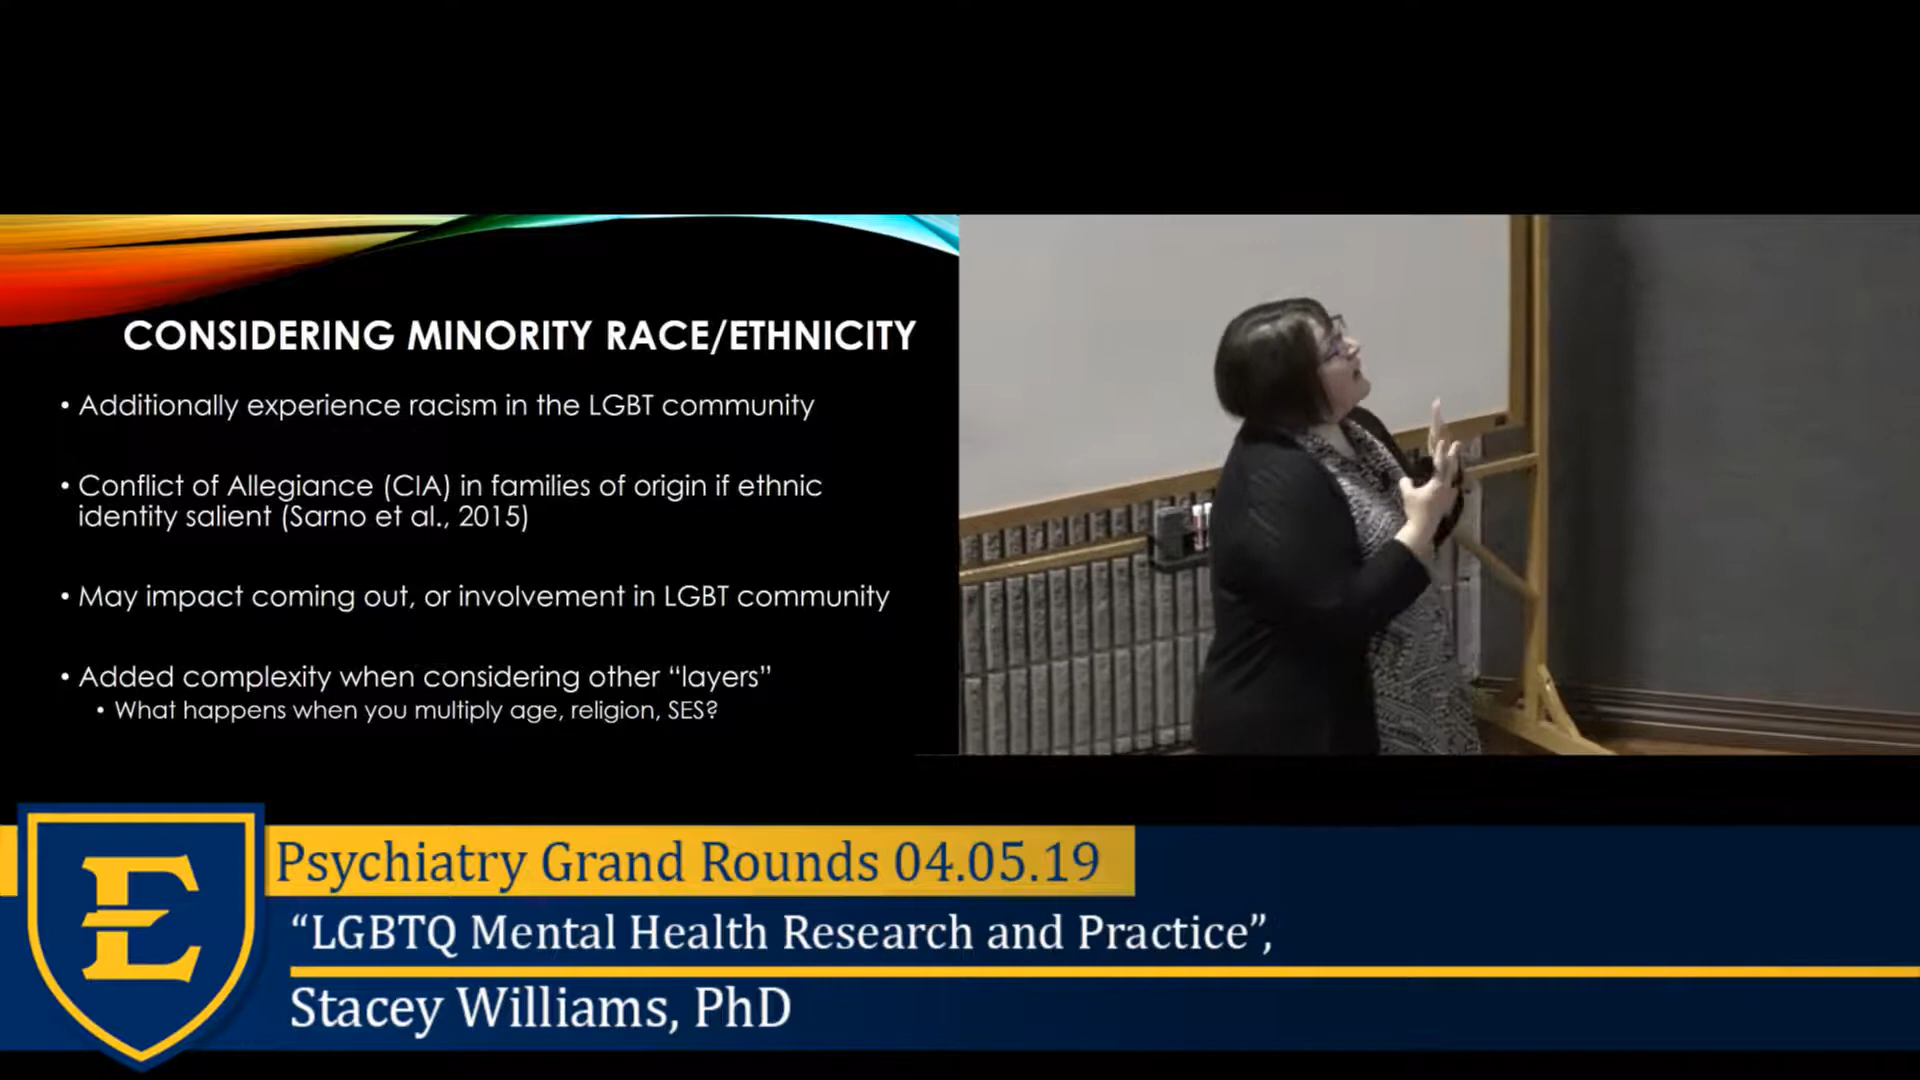 CONSIDERING MINORITY RACE/ETHNICITY
• Additionally experience racism in the LGBT community
• Conflict of Allegiance (CIA) in families of origin if ethnic
identity salient (Sarno et al., 2015)
• May impact coming out, or involvement in LGBT community
• Added complexity when considering other “layers”
• What happens when you multiply age, religion, SES?
E
Psychiatry Grand Rounds 04.05.19
“LGBTQ Mental Health Research and Practice”,
Stacey Williams, PhD